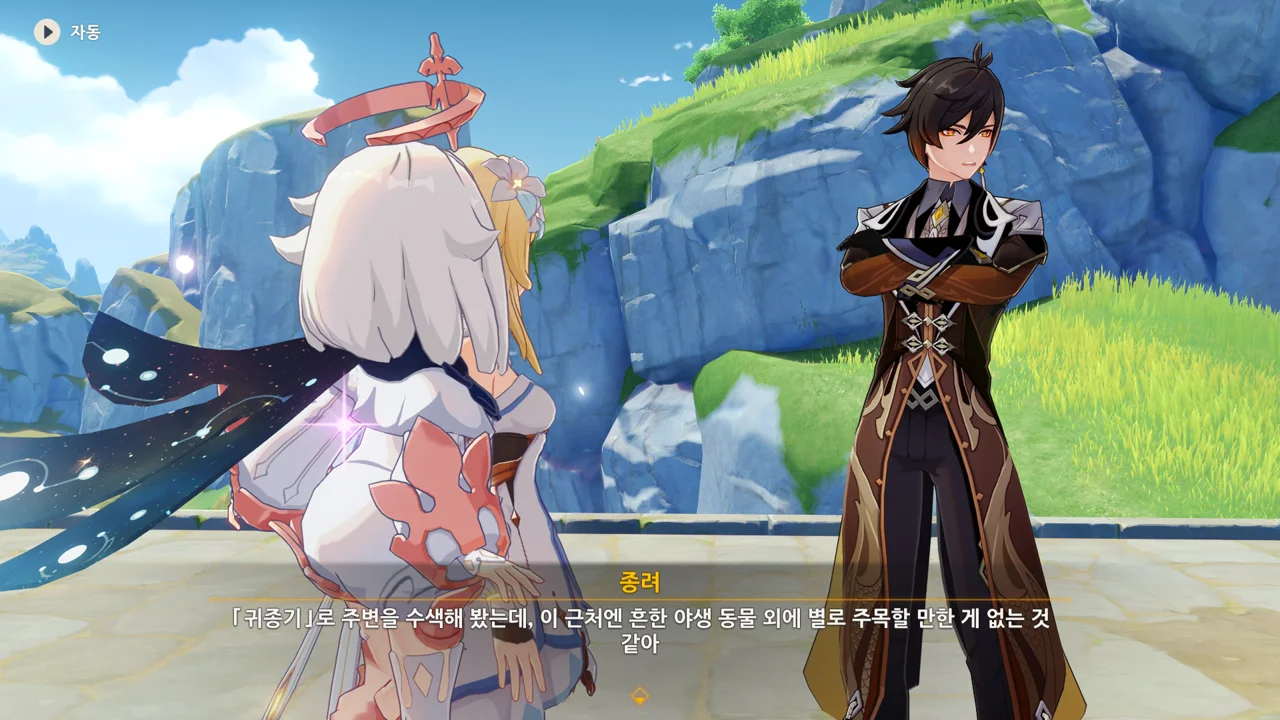 자동
종려
「귀종기」로 주변을 수색해 봤는데, 이 근처엔 흔한 야생 동물 외에 별로 주목할 만한 게 없는 것
같아